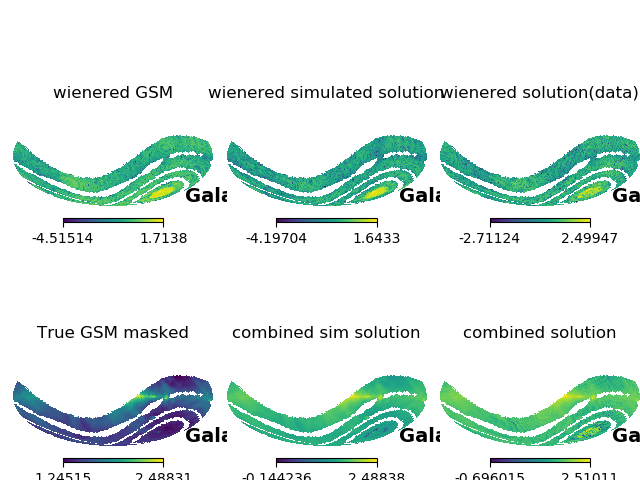 wienered GSM
wienered simulated solution
wienered solution(data)
Gala
Gala
Ga
-4.51514
1.7138
-4.19704
1.6433
-2.71124
2.49947
True GSM masked
combined sim solution
combined solution
Gala
Gala
Ga
1.24515
2.48831
-0.144236
2.48838
-0.696015
2.51011